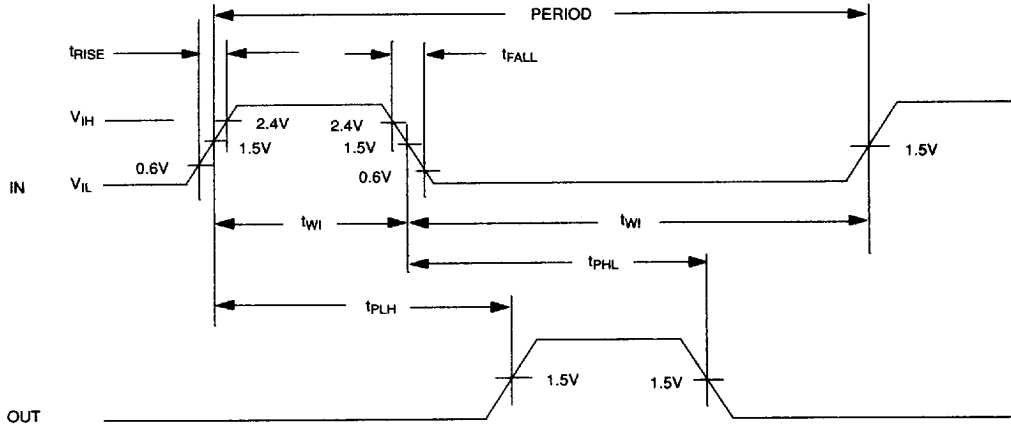 PERIOD
tRISE
tFALL
VIH
2.4V
2.4V
1.5V
1.5V
1.5V
0.6V
0.6V
IN
VIL
tWI
tWI
tPHL
tPLH
1.5V
1.5V
OUT